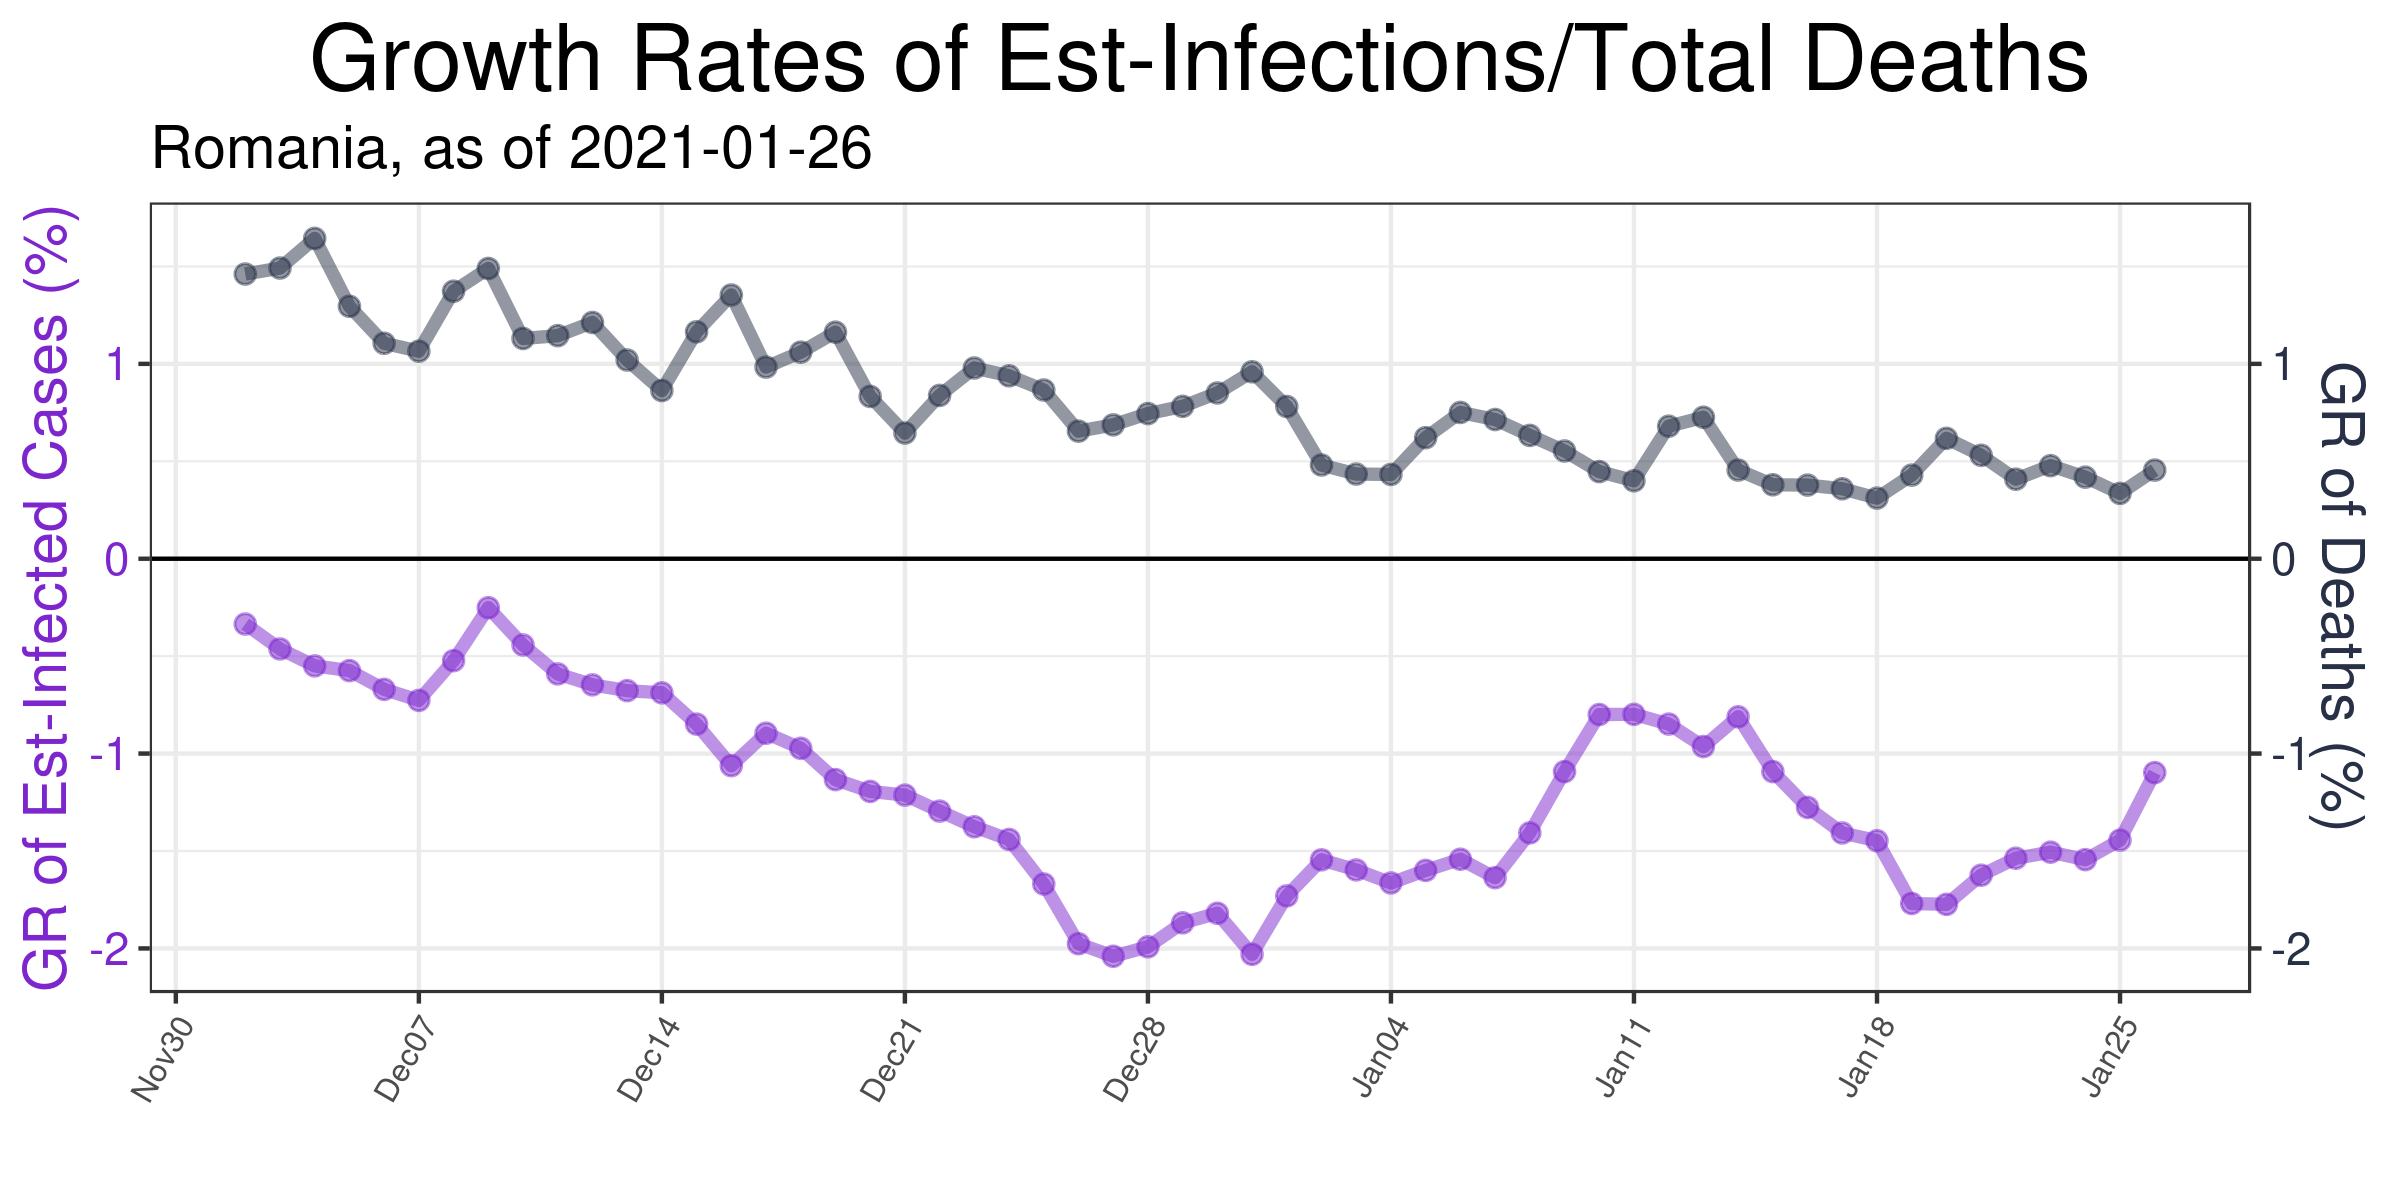 Growth Rates of Est-Infections/Total Deaths
Romania, as of 2021-01-26
GR of Est-Infected Cases (%)
1
0
-1
-2
1
0
-1
-2
GR of Deaths (%)
Nov30
Dec07
Dec14
Dec21
Dec28
Jan04
Jan11
Jan18
Jan25